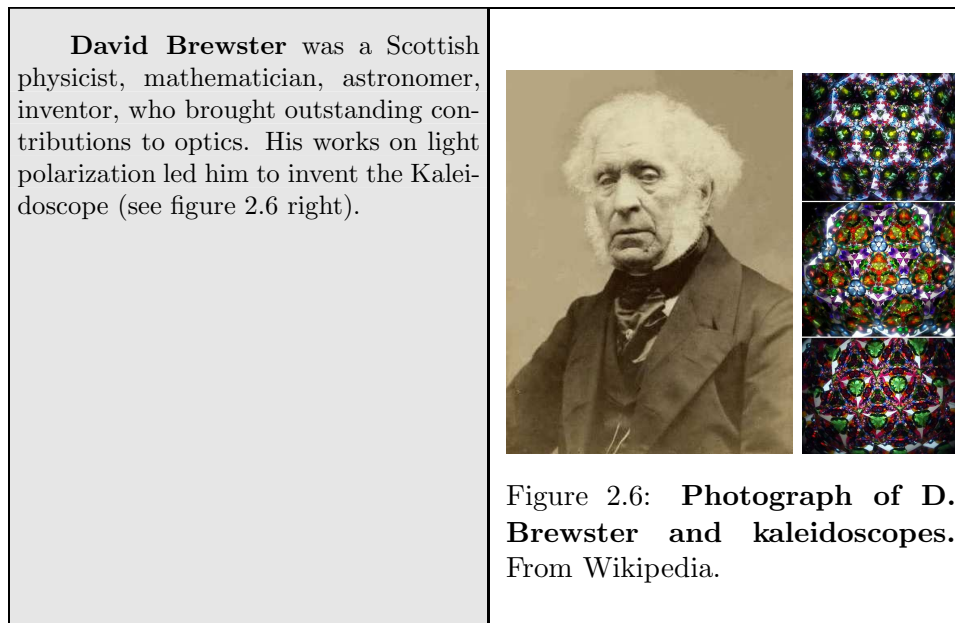 David Brewster was a Scottish
physicist, mathematician, astronomer,
inventor, who brought outstanding con-
tributions to optics. His works on light
polarization led him to invent the Kalei-
doscope (see figure 2.6 right).
Figure 2.6: Photograph of D.
Brewster and kaleidoscopes.
From Wikipedia.